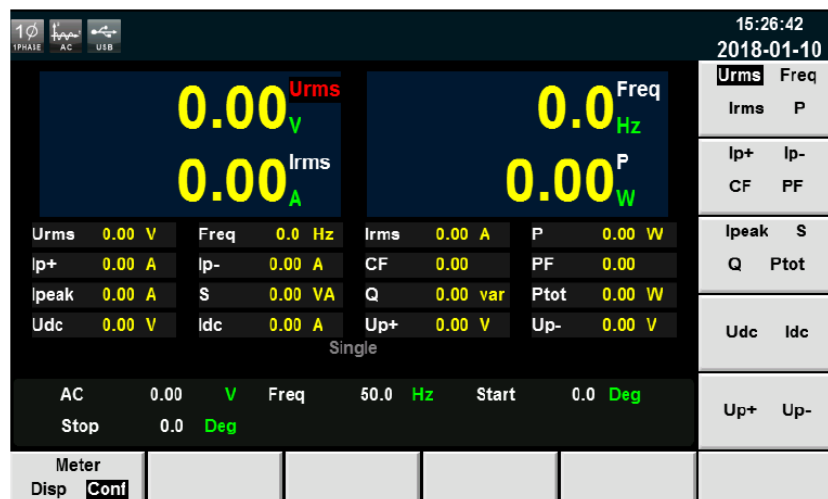 1Ø
1PHASE AC USB
15:26:42
2018-01-10
0.00 Urms V
0.0 Freq Hz
0.00 Irms A
0.00 P W
Urms 0.00 V Freq 0.0 Hz Irms 0.00 A P 0.00 W
Ip+ 0.00 A Ip- 0.00 A CF 0.00 PF 0.00
Ipeak 0.00 A S 0.00 VA Q 0.00 var Ptot 0.00 W
Udc 0.00 V Idc 0.00 A Up+ 0.00 V Up- 0.00 V
Single
AC 0.00 V Freq 50.0 Hz Start 0.0 Deg
Stop 0.0 Deg
Urms Freq
Irms P
Ip+ Ip-
CF PF
Ipeak S
Q Ptot
Udc Idc
Up+ Up-
Meter
Disp Conf